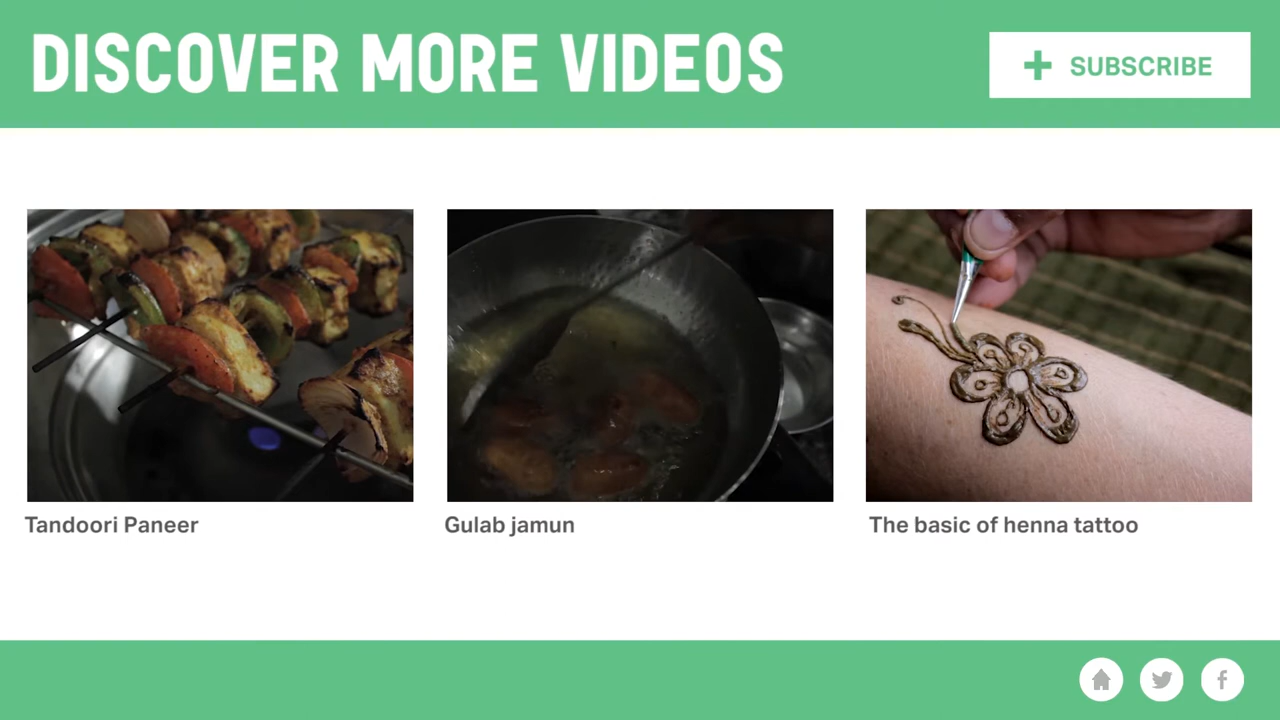 DISCOVER MORE VIDEOS
+ SUBSCRIBE
Tandoori Paneer
Gulab jamun
The basic of henna tattoo